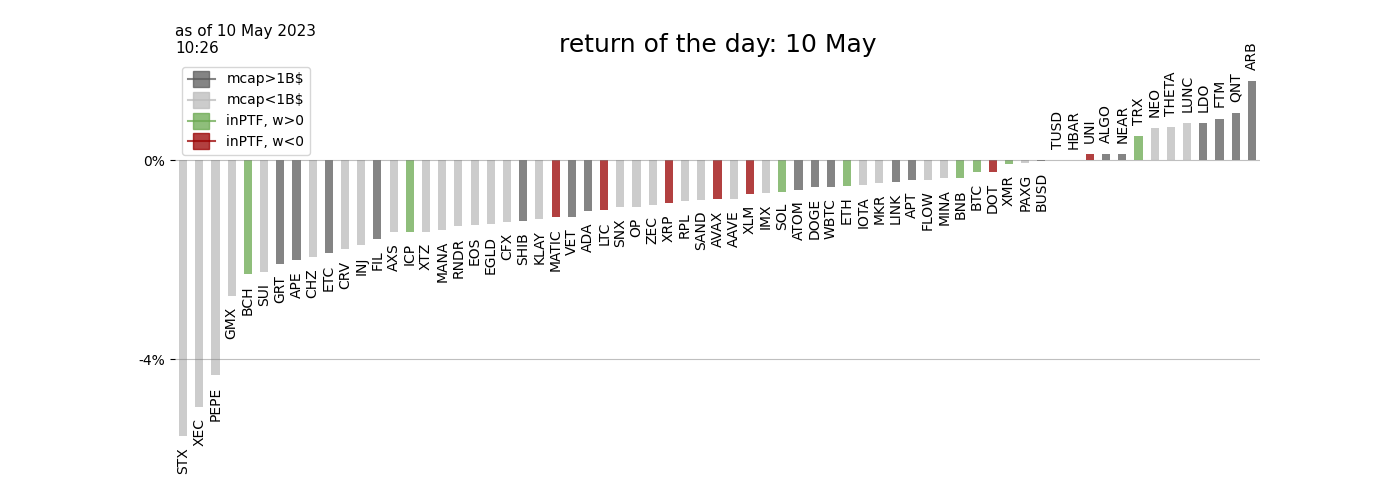 as of 10 May 2023
10:26
return of the day: 10 May
mcap>1B$
mcap<1B$
inPTF, w>0
inPTF, w<0
0%
-4%
STX
XEC
PEPE
GMX
BCH
SUI
GRT
APE
CHZ
ETC
CRV
INJ
FIL
AXS
ICP
XTZ
MANA
RNDR
EOS
EGLD
CFX
SHIB
KLAY
MATIC
VET
ADA
LTC
SNX
OP
ZEC
XRP
RPL
SAND
AVAX
AAVE
XLM
IMX
SOL
ATOM
DOGE
WBTC
ETH
IOTA
MKR
LINK
APT
FLOW
MINA
BNB
BTC
DOT
XMR
PAXG
BUSD
TUSD
HBAR
UNI
ALGO
NEAR
TRX
NEO
THETA
LUNC
LDO
FTM
QNT
ARB